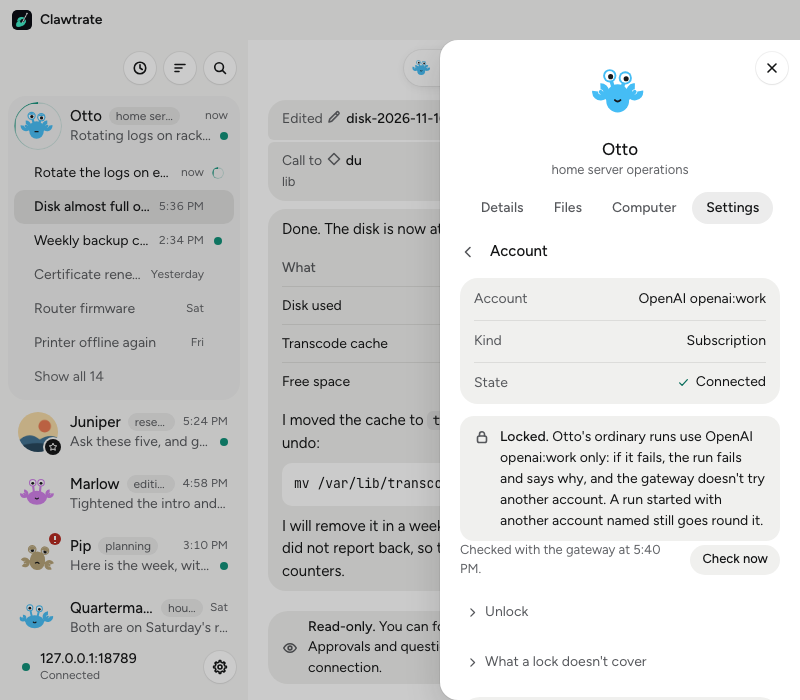 Clawtrate
Otto home ser... now
Rotating logs on rack...
Rotate the logs on e... now
Disk almost full o... 5:36 PM
Weekly backup c... 2:34 PM
Certificate rene... Yesterday
Router firmware Sat
Printer offline again Fri
Show all 14
Juniper rese... 5:24 PM
Ask these five, and g...
Marlow editi... 4:58 PM
Tightened the intro and...
Pip planning 3:10 PM
Here is the week, wit...
Quarterma... hou... Sat
Both are on Saturday's r...
127.0.0.1:18789
Connected
Edited disk-2026-11-1
Call to du
lib
Done. The disk is now at
What
Disk used
Transcode cache
Free space
I moved the cache to
undo:
mv /var/lib/transco
I will remove it in a week
did not report back, so t
counters.
Read-only. You can fo
Approvals and questi
connection.
Otto
home server operations
Details Files Computer Settings
Account
Account OpenAI openai:work
Kind Subscription
State Connected
Locked. Otto's ordinary runs use OpenAI
openai:work only: if it fails, the run fails
and says why, and the gateway doesn't try
another account. A run started with
another account named still goes round it.
Checked with the gateway at 5:40
PM.
Check now
Unlock
What a lock doesn't cover